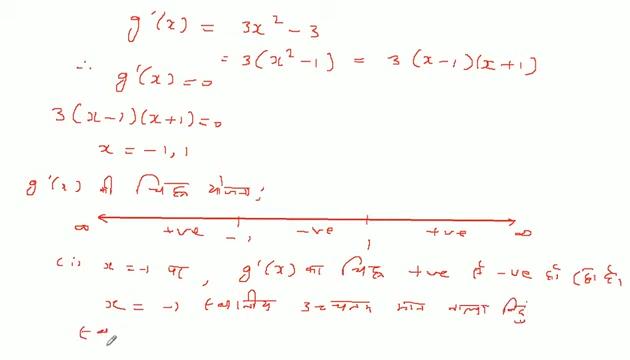 g'(x) = 3x² - 3
= 3(x² - 1) = 3(x-1)(x+1)
∴ g'(x)=0
3(x-1)(x+1)=0
x = -1, 1
g'(x) की चिह्न योजना,
∞ +ve -1 -ve 1 +ve ∞
(i) x = -1 पर, g'(x) का चिह्न +ve से -ve हो रहा है,
x = -1 स्थानीय उच्चतम मान वाला बिंदु
स्था